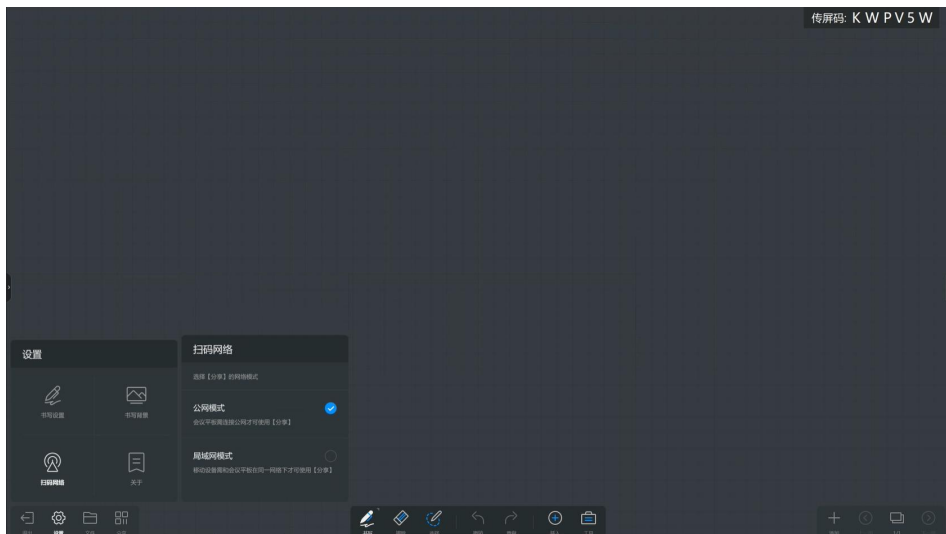 传屏码: K W P V 5 W
设置
书写设置
书写背景
扫码网络
关于
扫码网络
选择【分享】的网络模式
公网模式
会议平板需连接公网才可使用【分享】
局域网模式
移动设备需和会议平板在同一网络下才可使用【分享】
设置